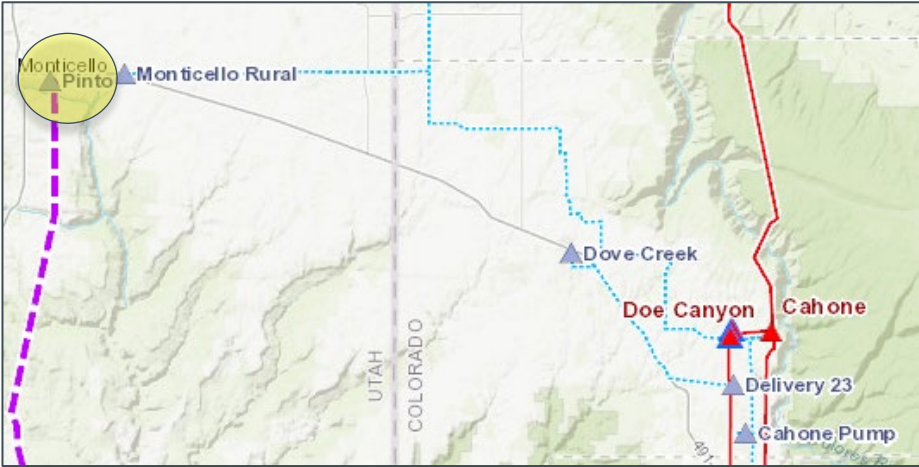 Monticello
Pinto
Monticello Rural
Dove Creek
Doe Canyon
Cahone
UTAH
COLORADO
Delivery 23
Cahone Pump
491